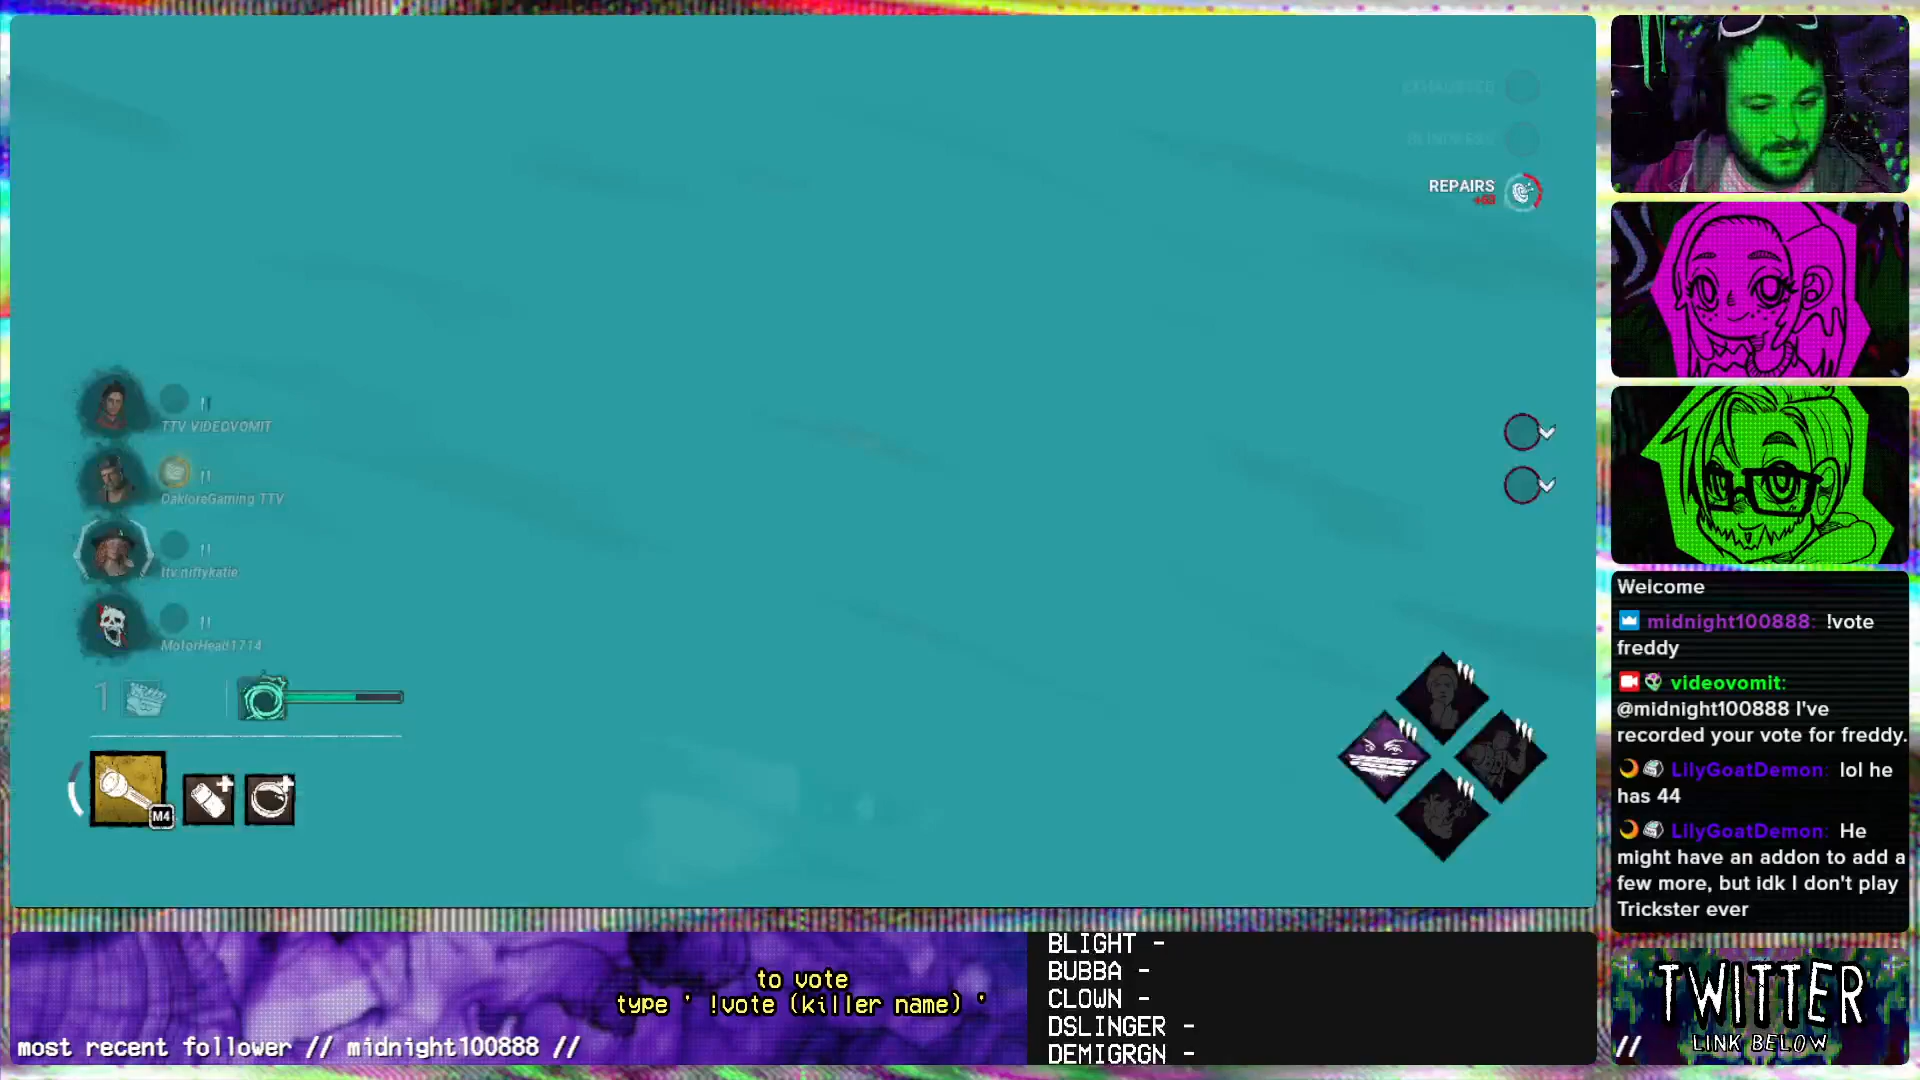 EXHAUSTED
BLINDNESS
REPAIRS
TTV VIDEOVOMIT
OakloreGaming TTV
ttv niftykatie
MotorHead1714
1
M4
Welcome
midnight100888: !vote
freddy
videovomit:
@midnight100888 I've
recorded your vote for freddy.
LilyGoatDemon: lol he
has 44
LilyGoatDemon: He
might have an addon to add a
few more, but idk I don't play
Trickster ever
to vote
type ' !vote (killer name) '
most recent follower // midnight100888 //
BLIGHT -
BUBBA -
CLOWN -
DSLINGER -
DEMIGRGN -
TWITTER
LINK BELOW
//